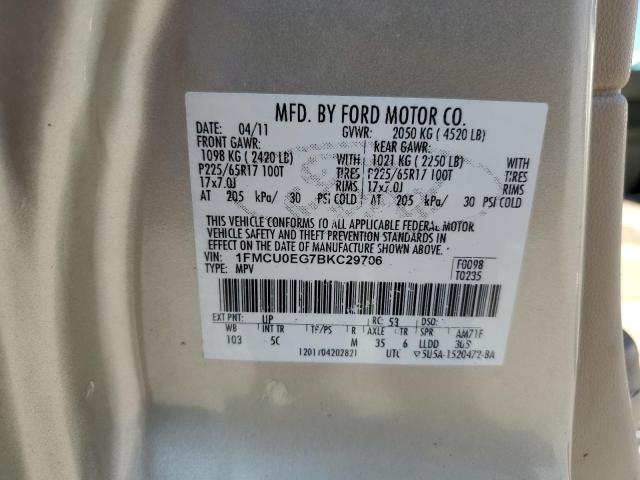 MFD. BY FORD MOTOR CO.
DATE: 04/11 GVWR: 2050 KG ( 4520 LB)
FRONT GAWR: REAR GAWR:
1098 KG ( 2420 LB) WITH 1021 KG ( 2250 LB) WITH
P225/65R17 100T TIRES P225/65R17 100T TIRES
17x7.0J RIMS 17x7.0J RIMS
AT 205 kPa/ 30 PSI COLD AT 205 kPa/ 30 PSI COLD
THIS VEHICLE CONFORMS TO ALL APPLICABLE FEDERAL MOTOR
VEHICLE SAFETY AND THEFT PREVENTION STANDARDS IN
EFFECT ON THE DATE OF MANUFACTURE SHOWN ABOVE.
VIN: 1FMCU0EG7BKC29706 F0098
TYPE: MPV T0235
EXT PNT: UP RC: 53 DSO:
WB INT TR TP/PS R AXLE TR SPR AM71F
103 5C M 35 6 LLDD
UTC ▽5U5A-1520472-BA